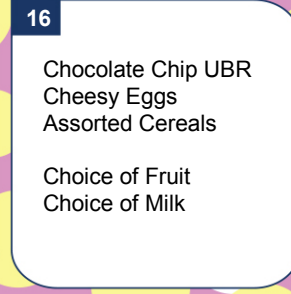 16
Chocolate Chip UBR
Cheesy Eggs
Assorted Cereals
Choice of Fruit
Choice of Milk